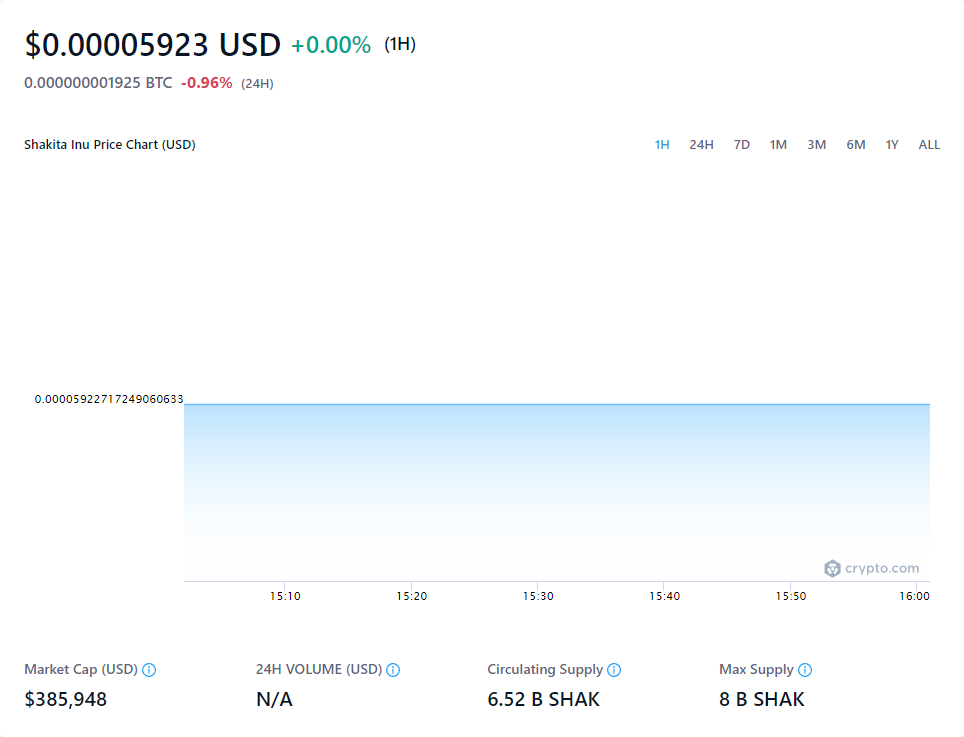 $0.00005923 USD +0.00% (1H)
0.000000001925 BTC -0.96% (24H)
Shakita Inu Price Chart (USD) 1H 24H 7D 1M 3M 6M 1Y ALL
0.00005922717249060633
crypto.com
15:10 15:20 15:30 15:40 15:50 16:00
Market Cap (USD) 24H VOLUME (USD) Circulating Supply Max Supply
$385,948 N/A 6.52 B SHAK 8 B SHAK